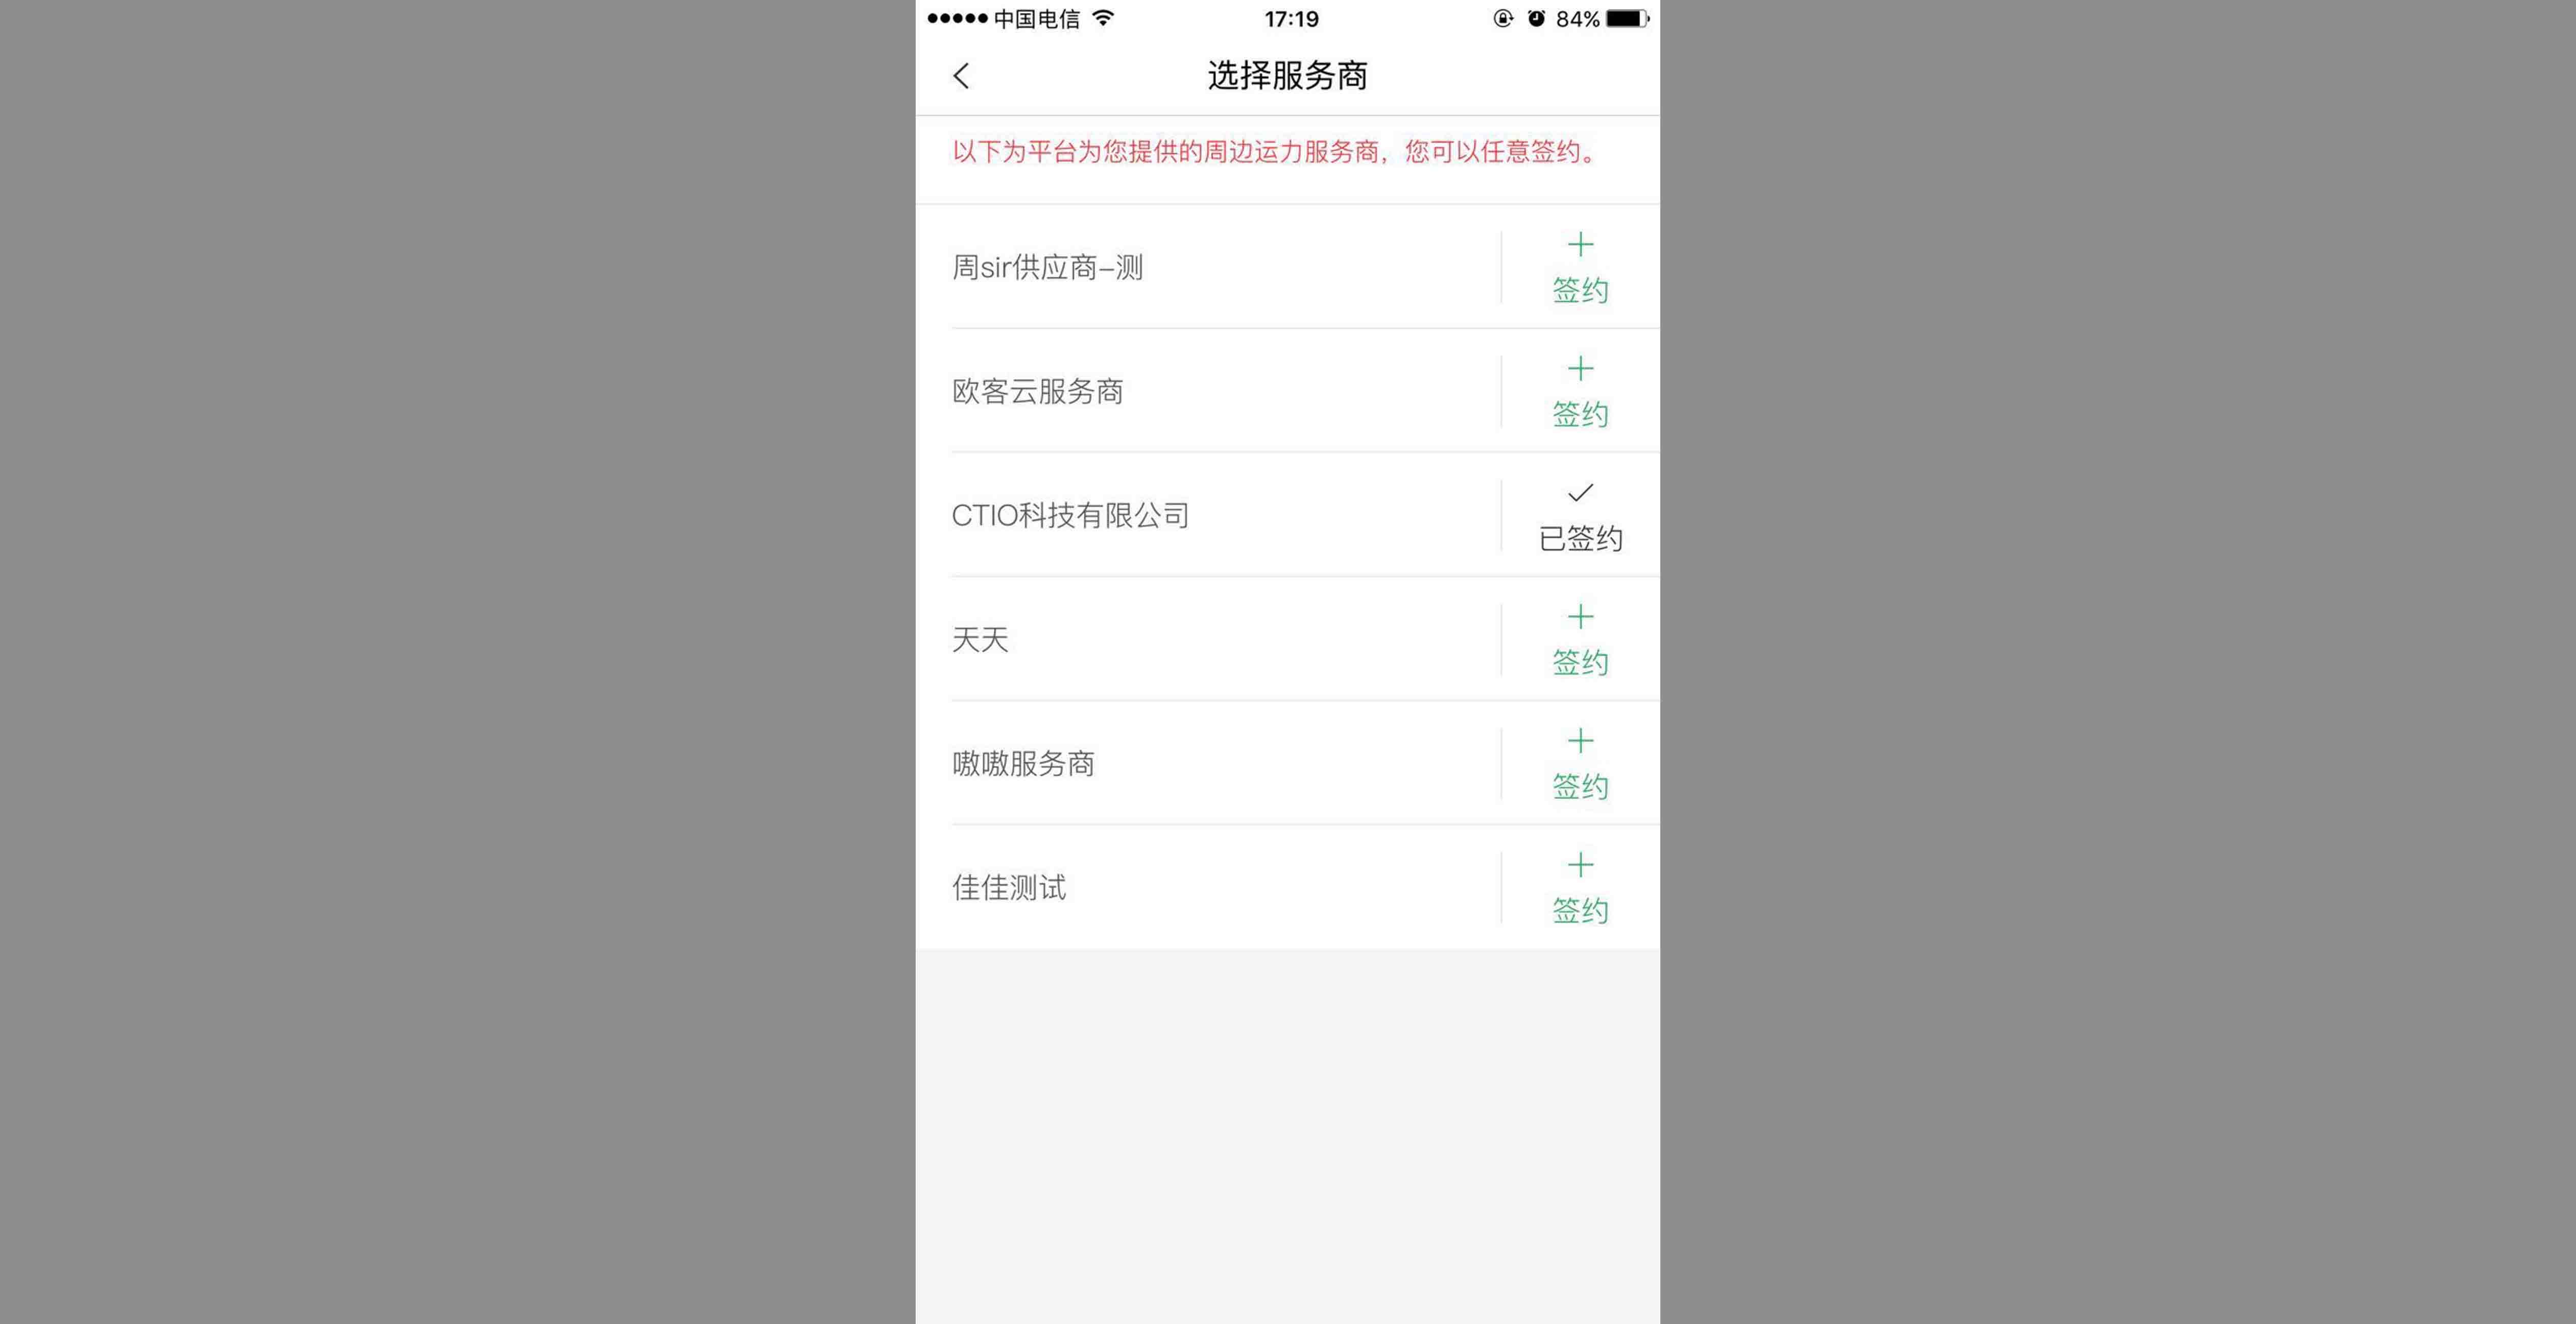 中国电信 17:19 84%
选择服务商
以下为平台为您提供的周边运力服务商，您可以任意签约。
周sir供应商-测
签约
欧客云服务商
签约
CTIO科技有限公司
已签约
天天
签约
嗷嗷服务商
签约
佳佳测试
签约